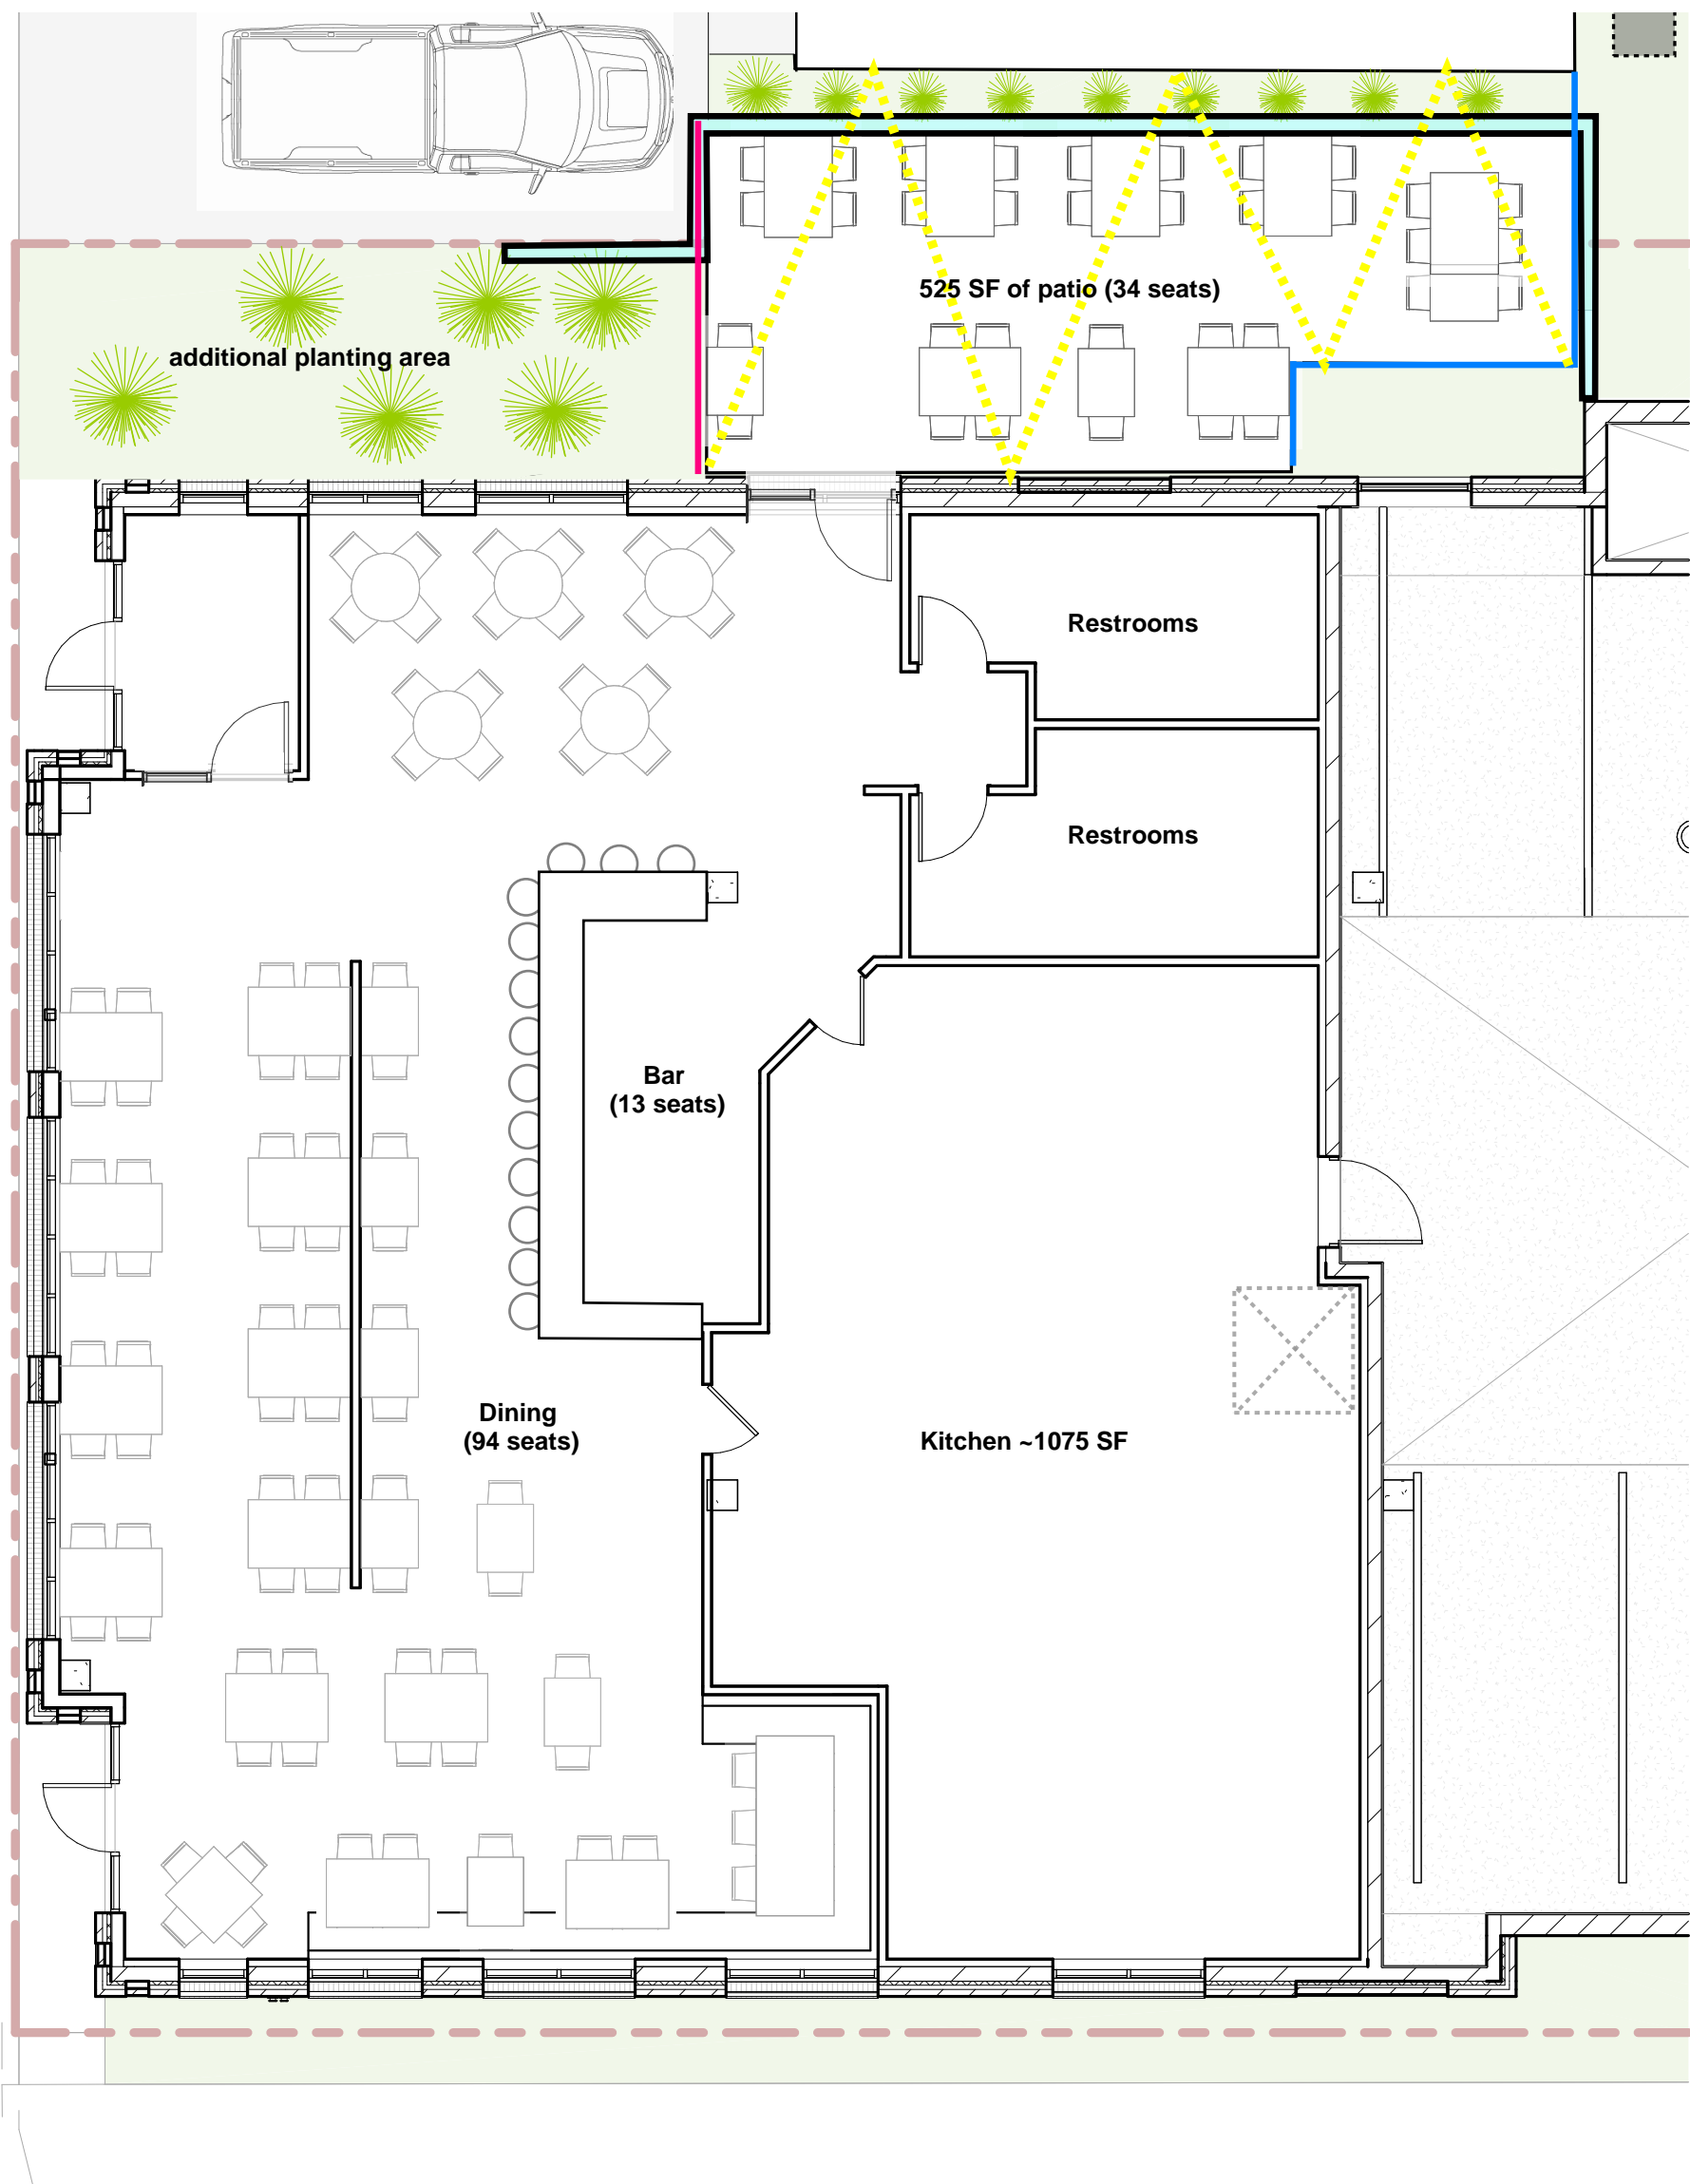 525 SF of patio (34 seats)
additional planting area
Restrooms
Restrooms
Bar
(13 seats)
Dining
(94 seats)
Kitchen ~1075 SF